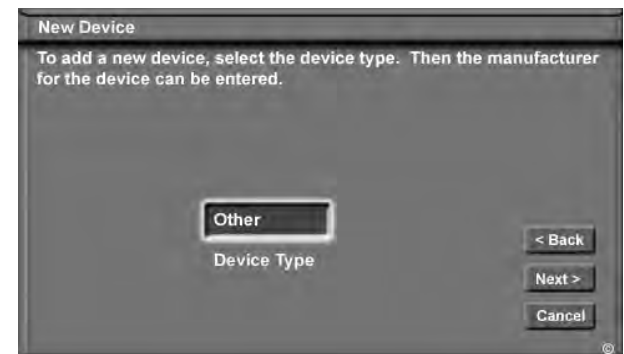 New Device
To add a new device, select the device type. Then the manufacturer
for the device can be entered.
Other
Device Type
< Back
Next >
Cancel
©